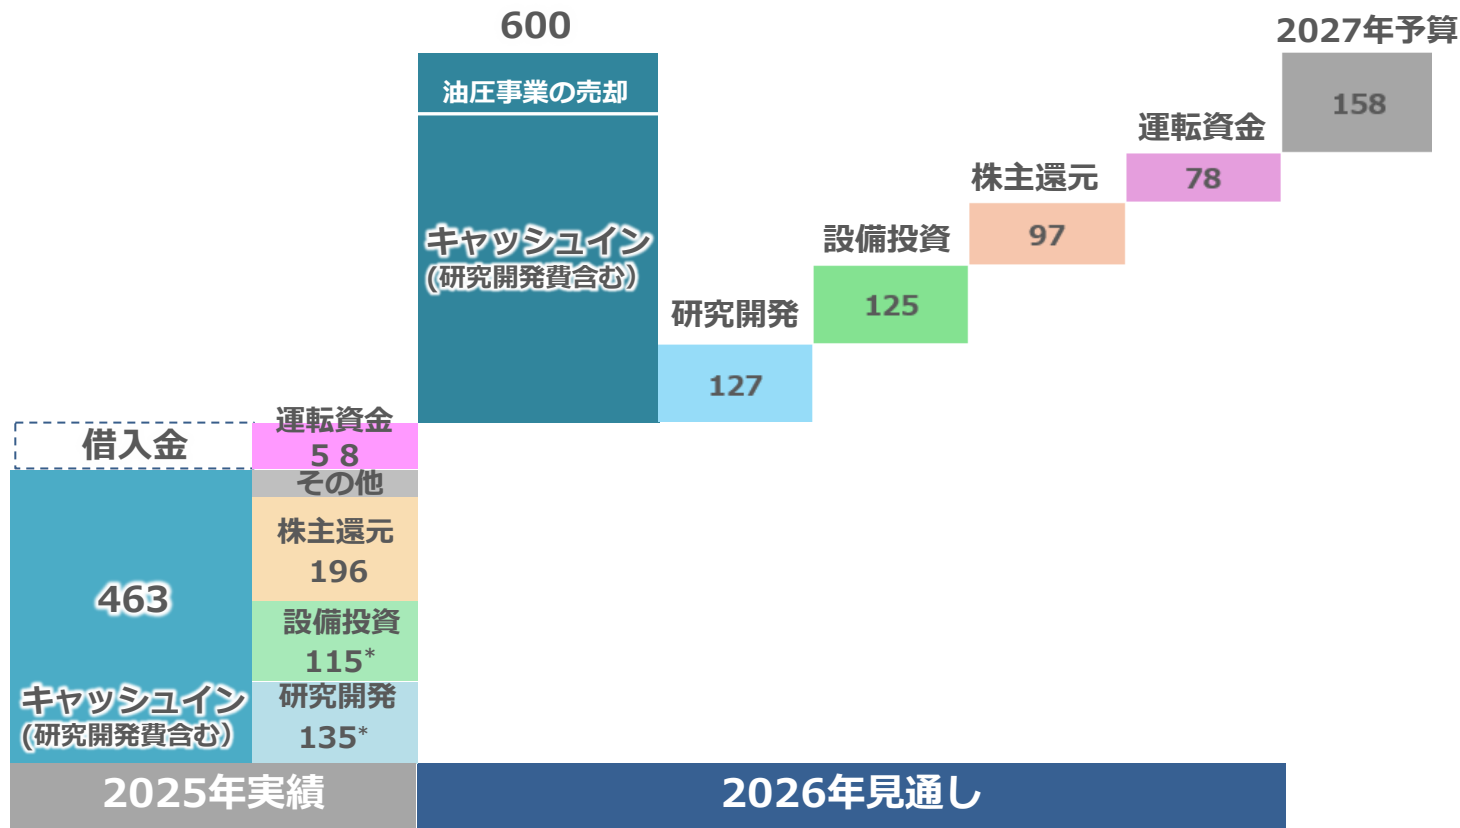 600
油圧事業の売却
キャッシュイン
(研究開発費含む）
研究開発
127
設備投資
125
株主還元
97
運転資金
78
2027年予算
158
借入金
463
キャッシュイン
(研究開発費含む）
運転資金
５８
その他
株主還元
196
設備投資
115*
研究開発
135*
2025年実績
2026年見通し